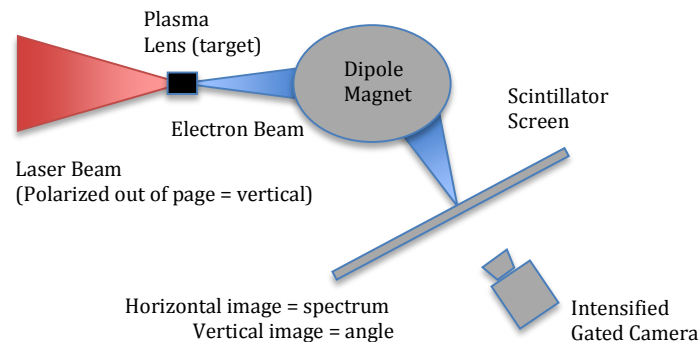 Plasma
Lens (target)
Dipole
Magnet
Scintillator
Screen
Electron Beam
Laser Beam
(Polarized out of page = vertical)
Horizontal image = spectrum
Vertical image = angle
Intensified
Gated Camera